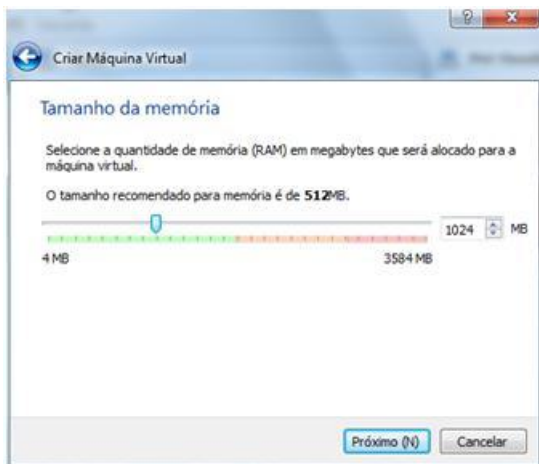 Criar Máquina Virtual
Tamanho da memória
Selecione a quantidade de memória (RAM) em megabytes que será alocado para a
máquina virtual.
O tamanho recomendado para memória é de 512MB.
1024 MB
4 MB 3584 MB
Próximo (N) Cancelar